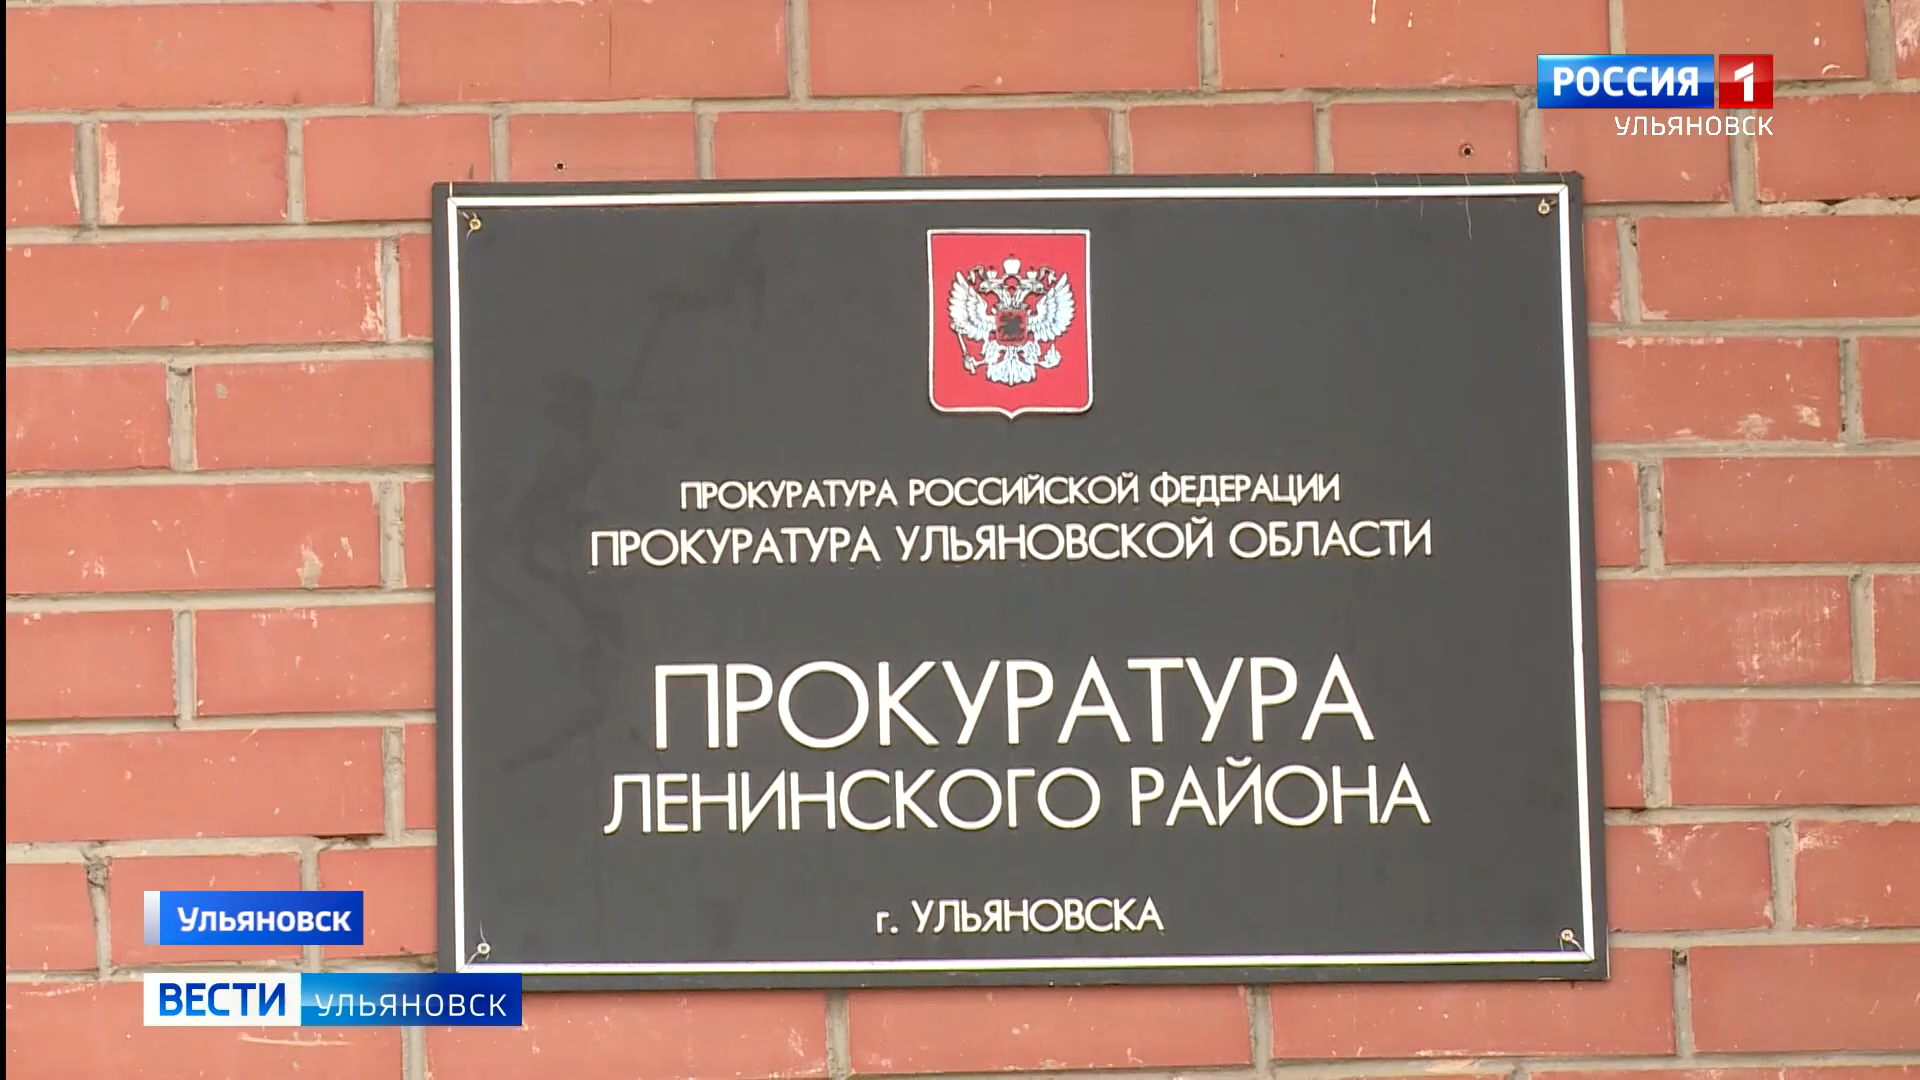 РОССИЯ 1
УЛЬЯНОВСК
ПРОКУРАТУРА РОССИЙСКОЙ ФЕДЕРАЦИИ
ПРОКУРАТУРА УЛЬЯНОВСКОЙ ОБЛАСТИ
ПРОКУРАТУРА
ЛЕНИНСКОГО РАЙОНА
г. УЛЬЯНОВСКА
Ульяновск
ВЕСТИ УЛЬЯНОВСК